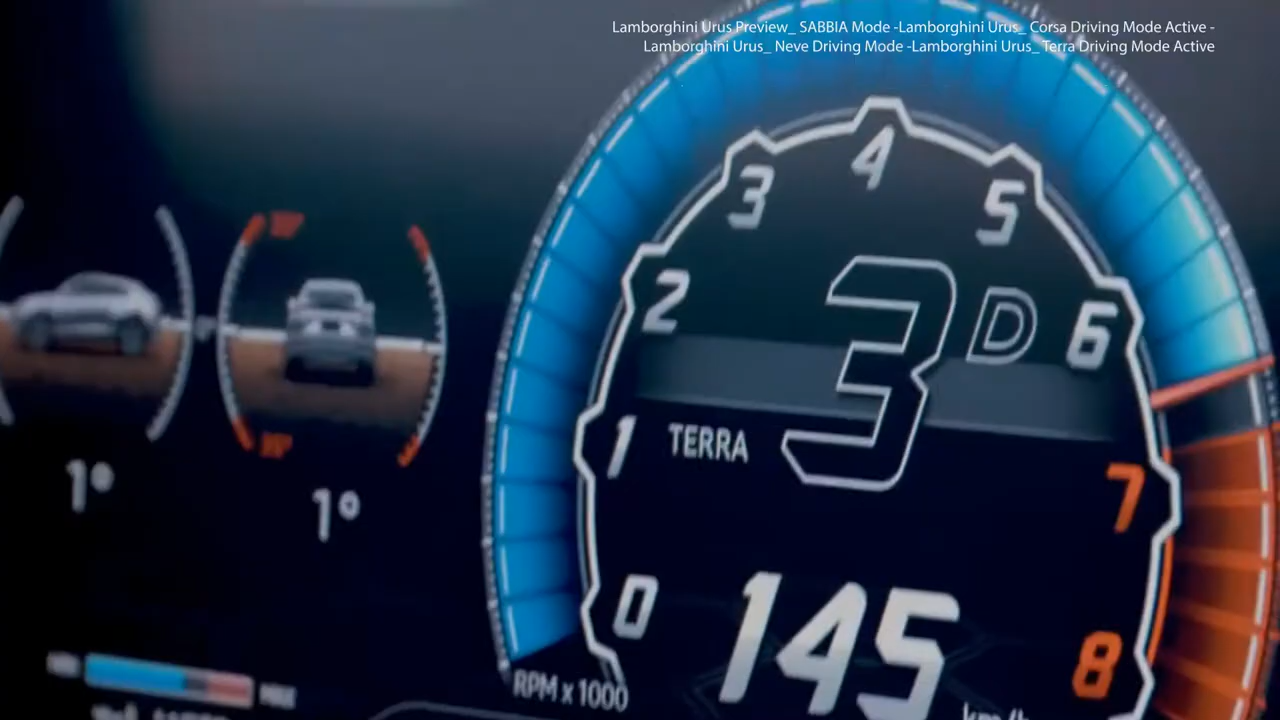 Lamborghini Urus Preview_ SABBIA Mode -Lamborghini Urus_ Corsa Driving Mode Active -
Lamborghini Urus_ Neve Driving Mode -Lamborghini Urus_ Terra Driving Mode Active
4
3
5
2
3 D
6
1
TERRA
7
1°
1°
0
145
8
RPM x 1000
km/h